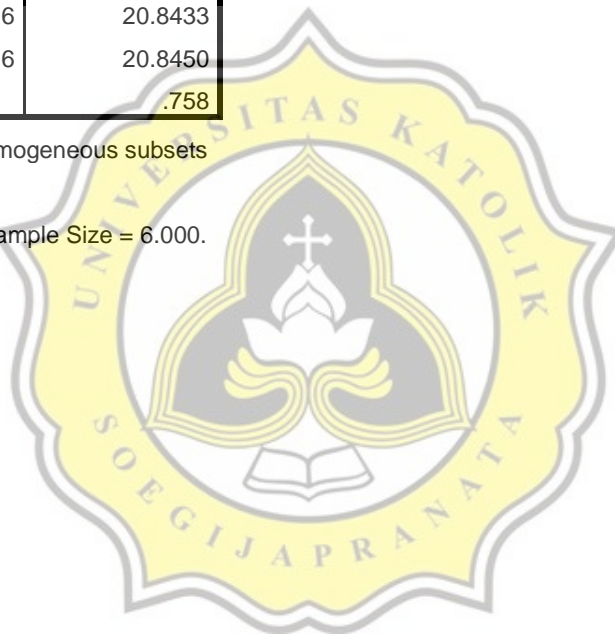 6 20.8433
6 20.8450
.758
mogeneous subsets
ample Size = 6.000.
UNIVERSITAS KATOLIK
SOEGIJAPRANATA